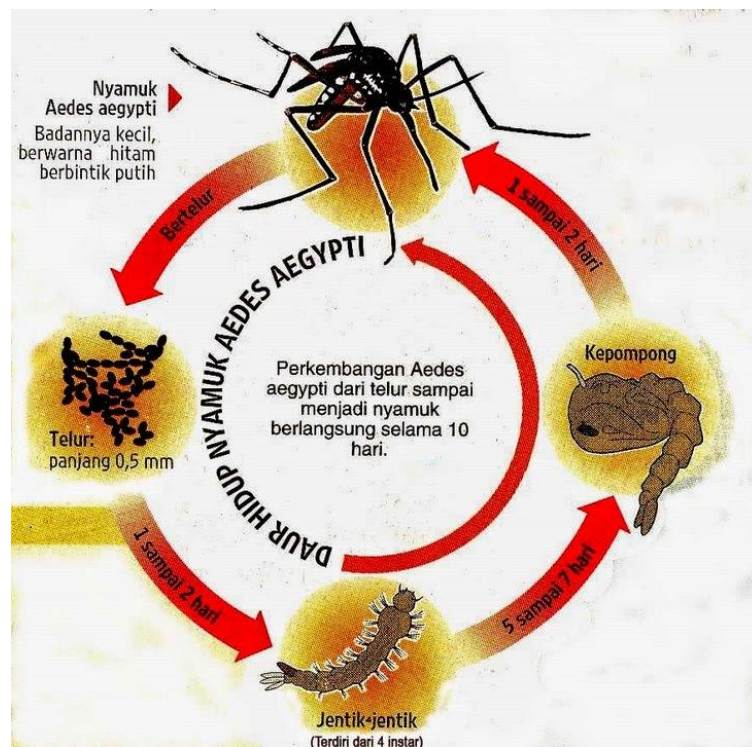 Nyamuk
Aedes aegypti
Badannya kecil,
berwarna hitam
berbintik putih
Bertelur
1 sampai 2 hari
DAUR HIDUP NYAMUK AEDES AEGYPTI
Perkembangan Aedes
aegypti dari telur sampai
menjadi nyamuk
berlangsung selama 10
hari.
Kepompong
Telur:
panjang 0,5 mm
1 sampai 2 hari
5 sampai 7 hari
Jentik-jentik
(Terdiri dari 4 instar)